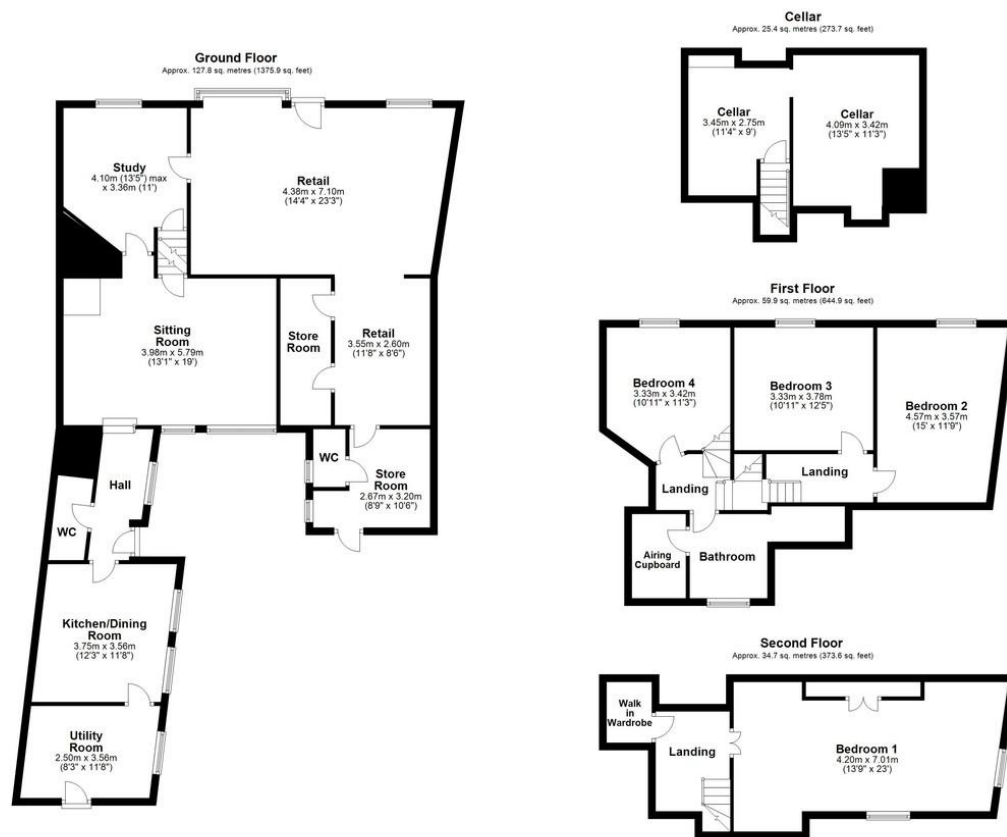 Ground Floor
Approx. 127.8 sq. metres (1375.9 sq. feet)
Study
4.10m (13'5") max
x 3.36m (11')
Retail
4.38m x 7.10m
(14'4" x 23'3")
Sitting
Room
3.98m x 5.79m
(13'1" x 19')
Store
Room
Retail
3.55m x 2.60m
(11'8" x 8'6")
WC
Store
Room
2.67m x 3.20m
(8'9" x 10'6")
Hall
WC
Kitchen/Dining
Room
3.75m x 3.56m
(12'3" x 11'8")
Utility
Room
2.50m x 3.56m
(8'3" x 11'8")
Cellar
Approx. 25.4 sq. metres (273.7 sq. feet)
Cellar
3.45m x 2.75m
(11'4" x 9')
Cellar
4.09m x 3.42m
(13'5" x 11'3")
First Floor
Approx. 59.9 sq. metres (644.9 sq. feet)
Bedroom 4
3.33m x 3.42m
(10'11" x 11'3")
Bedroom 3
3.33m x 3.78m
(10'11" x 12'5")
Bedroom 2
4.57m x 3.57m
(15' x 11'9")
Landing
Landing
Airing
Cupboard
Bathroom
Second Floor
Approx. 34.7 sq. metres (373.6 sq. feet)
Walk
in
Wardrobe
Landing
Bedroom 1
4.20m x 7.01m
(13'9" x 23')